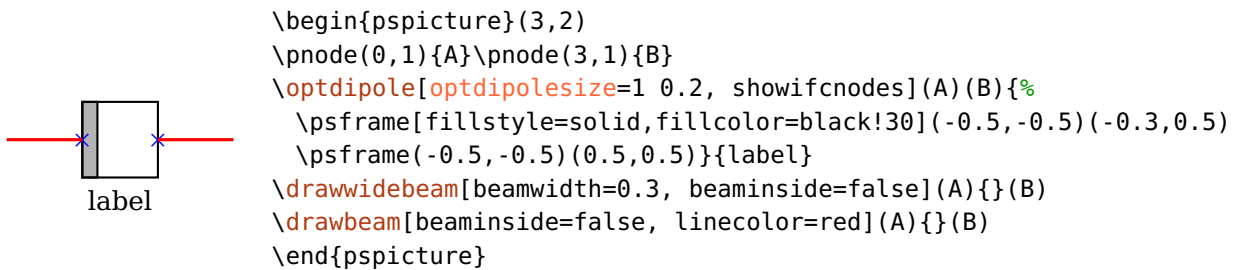 \begin{pspicture}(3,2)
\pnode(0,1){A}\pnode(3,1){B}
\optdipole[optdipolesize=1 0.2, showifcnodes](A)(B){%
\psframe[fillstyle=solid,fillcolor=black!30](-0.5,-0.5)(-0.3,0.5)
\psframe(-0.5,-0.5)(0.5,0.5)}{label}
\drawwidebeam[beamwidth=0.3, beaminside=false](A){}(B)
\drawbeam[beaminside=false, linecolor=red](A){}(B)
\end{pspicture}
label